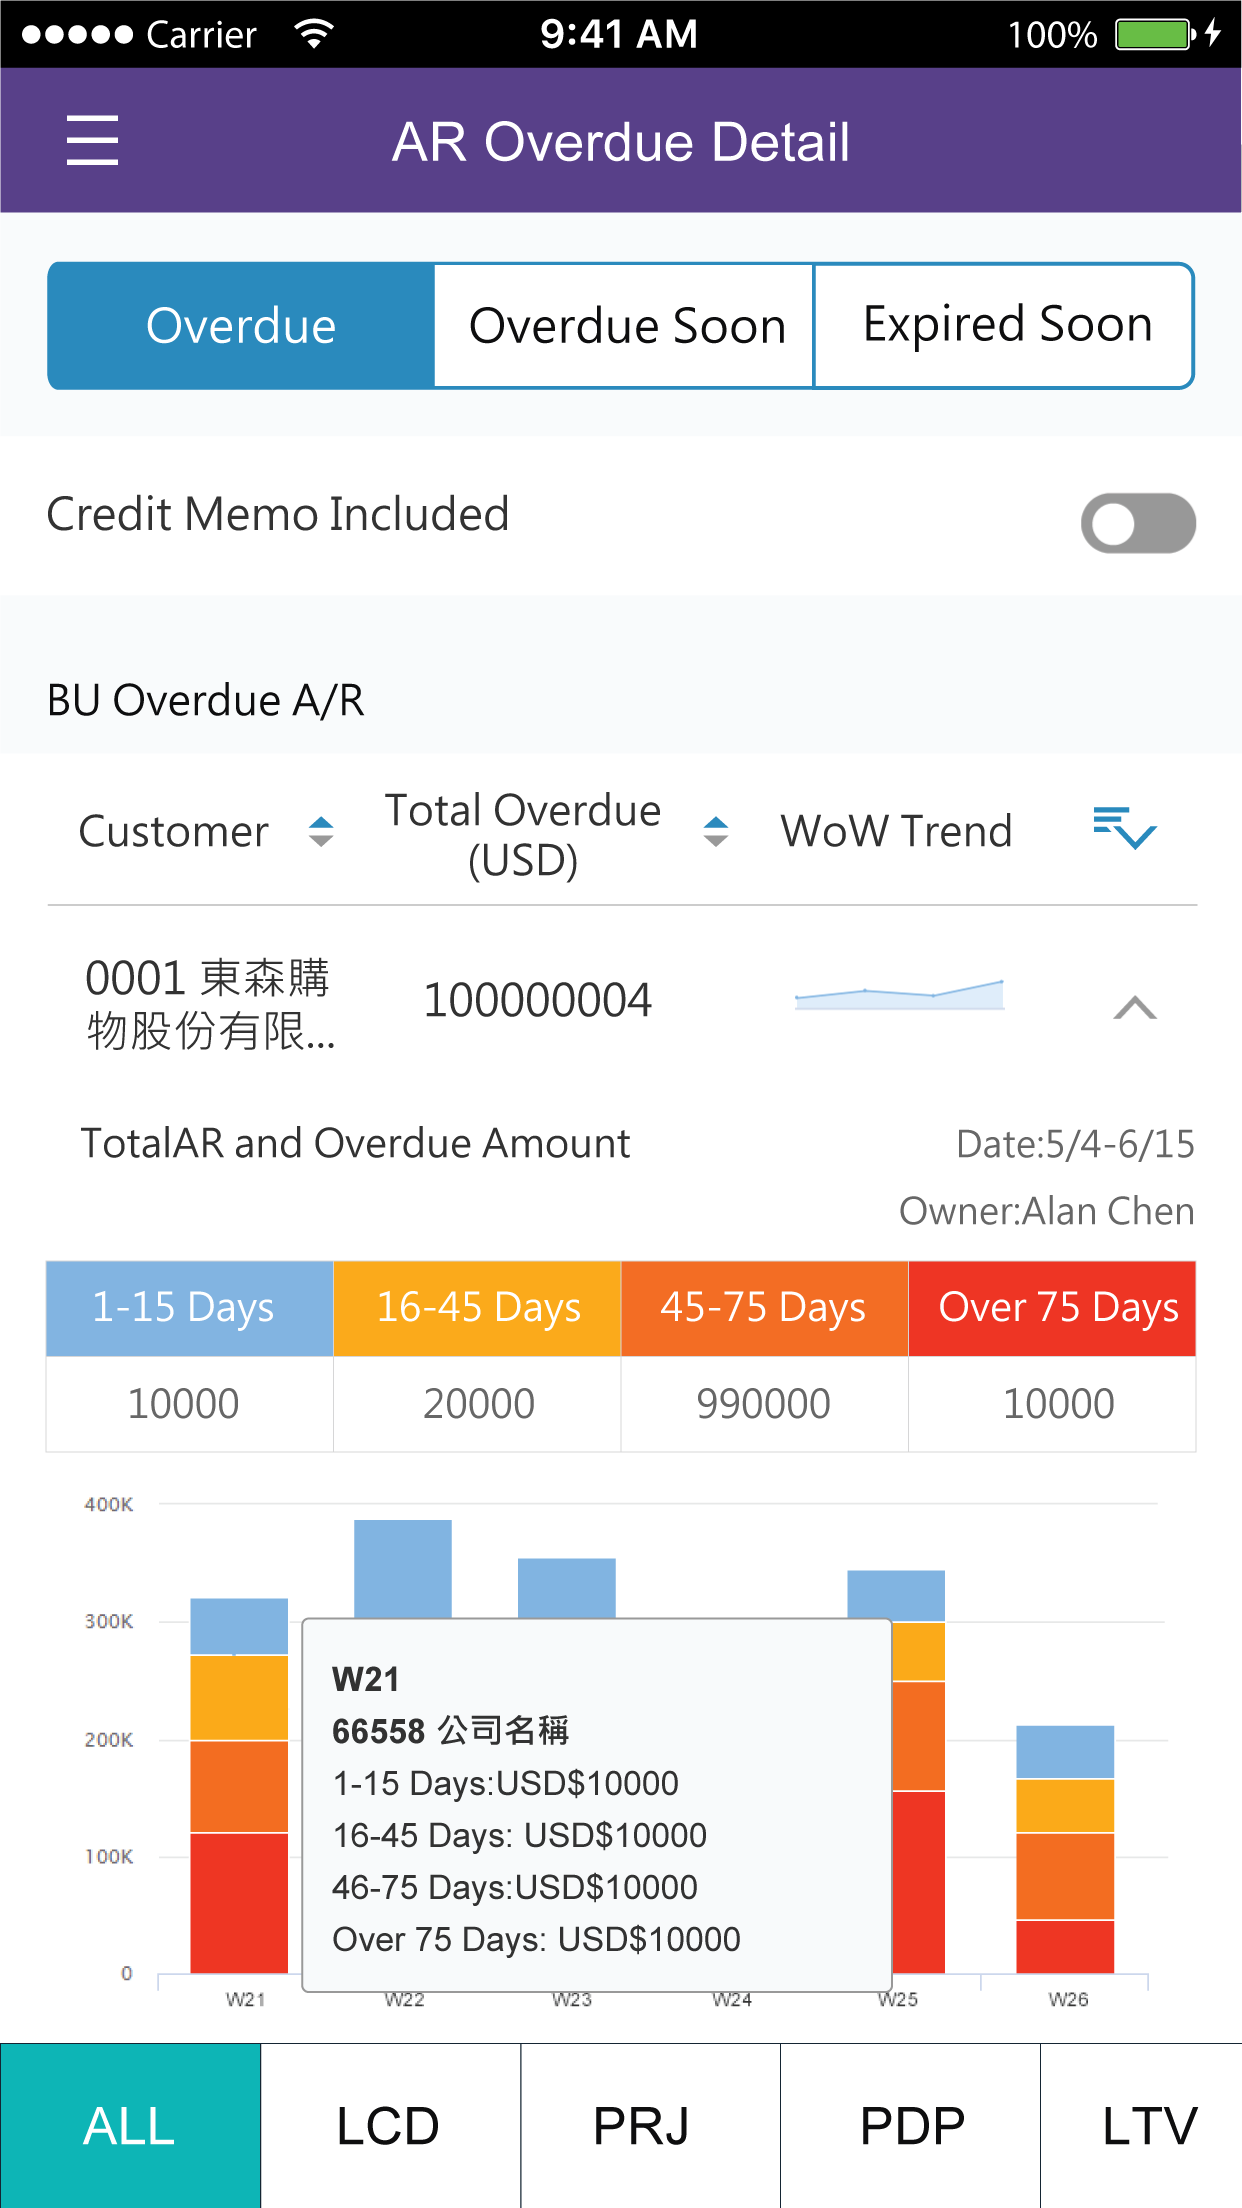 Carrier 9:41 AM 100%
AR Overdue Detail
Overdue Overdue Soon Expired Soon
Credit Memo Included
BU Overdue A/R
Customer Total Overdue (USD) WoW Trend
0001 東森購
物股份有限...
100000004
TotalAR and Overdue Amount
Date:5/4-6/15
Owner:Alan Chen
1-15 Days 16-45 Days 45-75 Days Over 75 Days
10000 20000 990000 10000
400K
300K
200K
100K
0
W21
66558 公司名稱
1-15 Days:USD$10000
16-45 Days: USD$10000
46-75 Days:USD$10000
Over 75 Days: USD$10000
W21 W22 W23 W24 W25 W26
ALL LCD PRJ PDP LTV